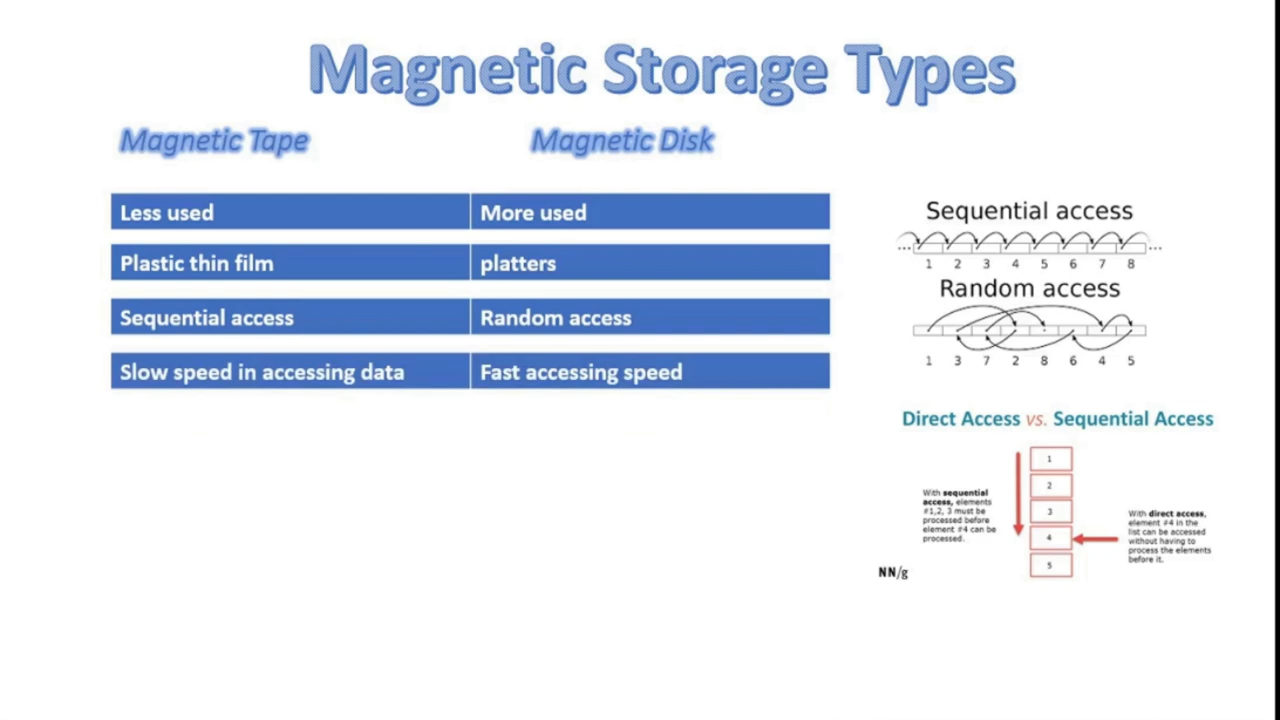 Magnetic Storage Types
Magnetic Tape
Magnetic Disk
Less used
More used
Plastic thin film
platters
Sequential access
Random access
Slow speed in accessing data
Fast accessing speed
Sequential access
... ...
1 2 3 4 5 6 7 8
Random access
1 3 7 2 8 6 4 5
Direct Access vs. Sequential Access
With sequential
access, elements
#1,2, 3 must be
processed before
element #4 can be
processed.
1
2
3
4
5
With direct access,
element #4 in the
list can be accessed
without having to
process the elements
before it.
NN/g